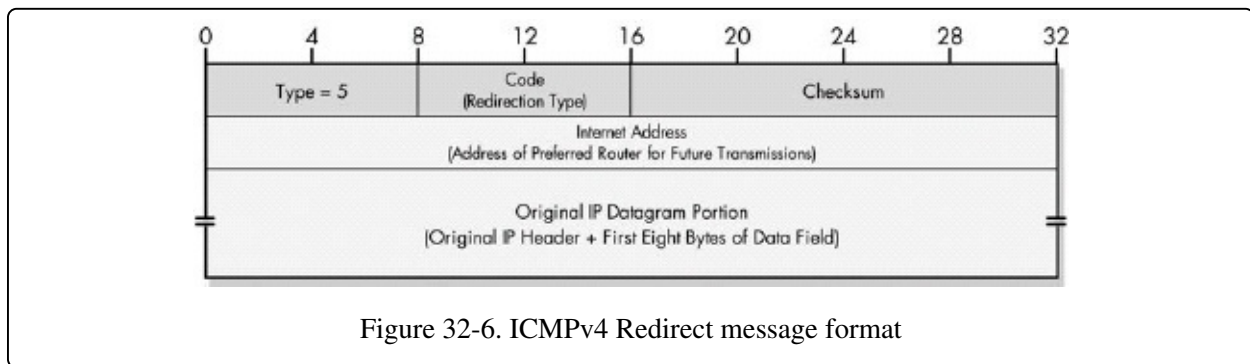 0 4 8 12 16 20 24 28 32
Type = 5
Code
(Redirection Type)
Checksum
Internet Address
(Address of Preferred Router for Future Transmissions)
Original IP Datagram Portion
(Original IP Header + First Eight Bytes of Data Field)
Figure 32-6. ICMPv4 Redirect message format